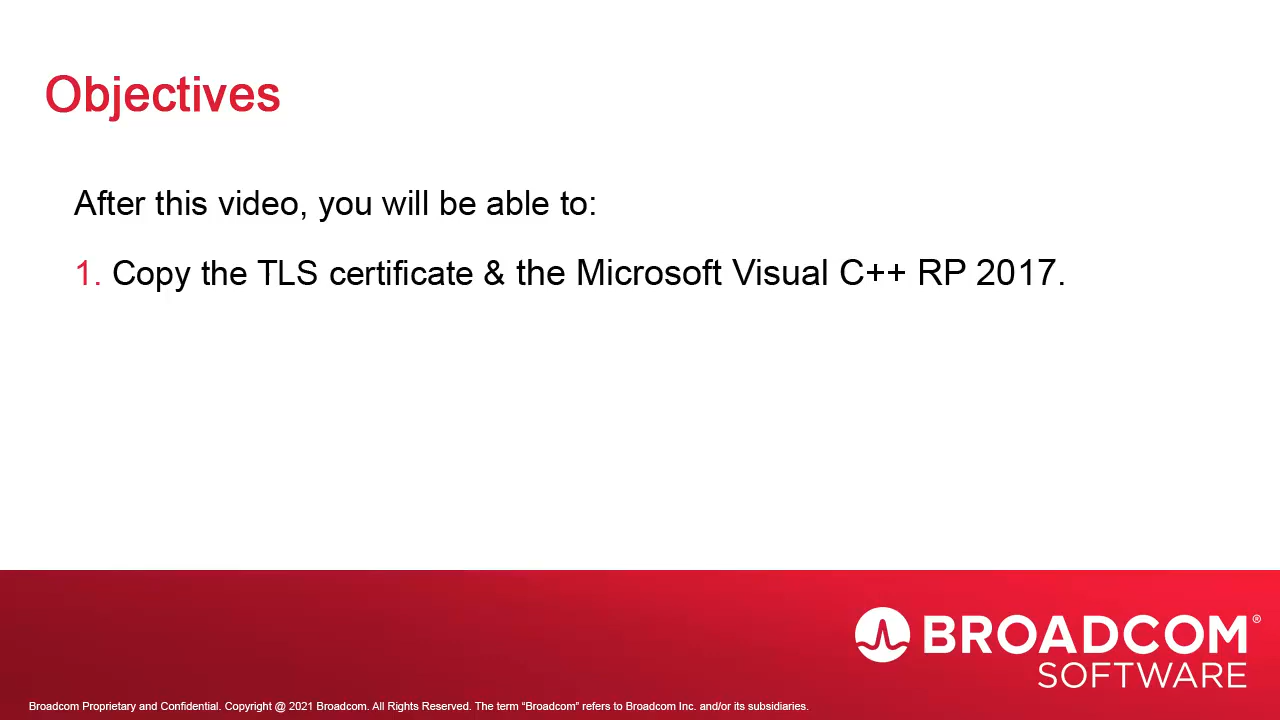 Objectives
After this video, you will be able to:
1. Copy the TLS certificate & the Microsoft Visual C++ RP 2017.
BROADCOM®
SOFTWARE
Broadcom Proprietary and Confidential. Copyright @ 2021 Broadcom. All Rights Reserved. The term “Broadcom” refers to Broadcom Inc. and/or its subsidiaries.